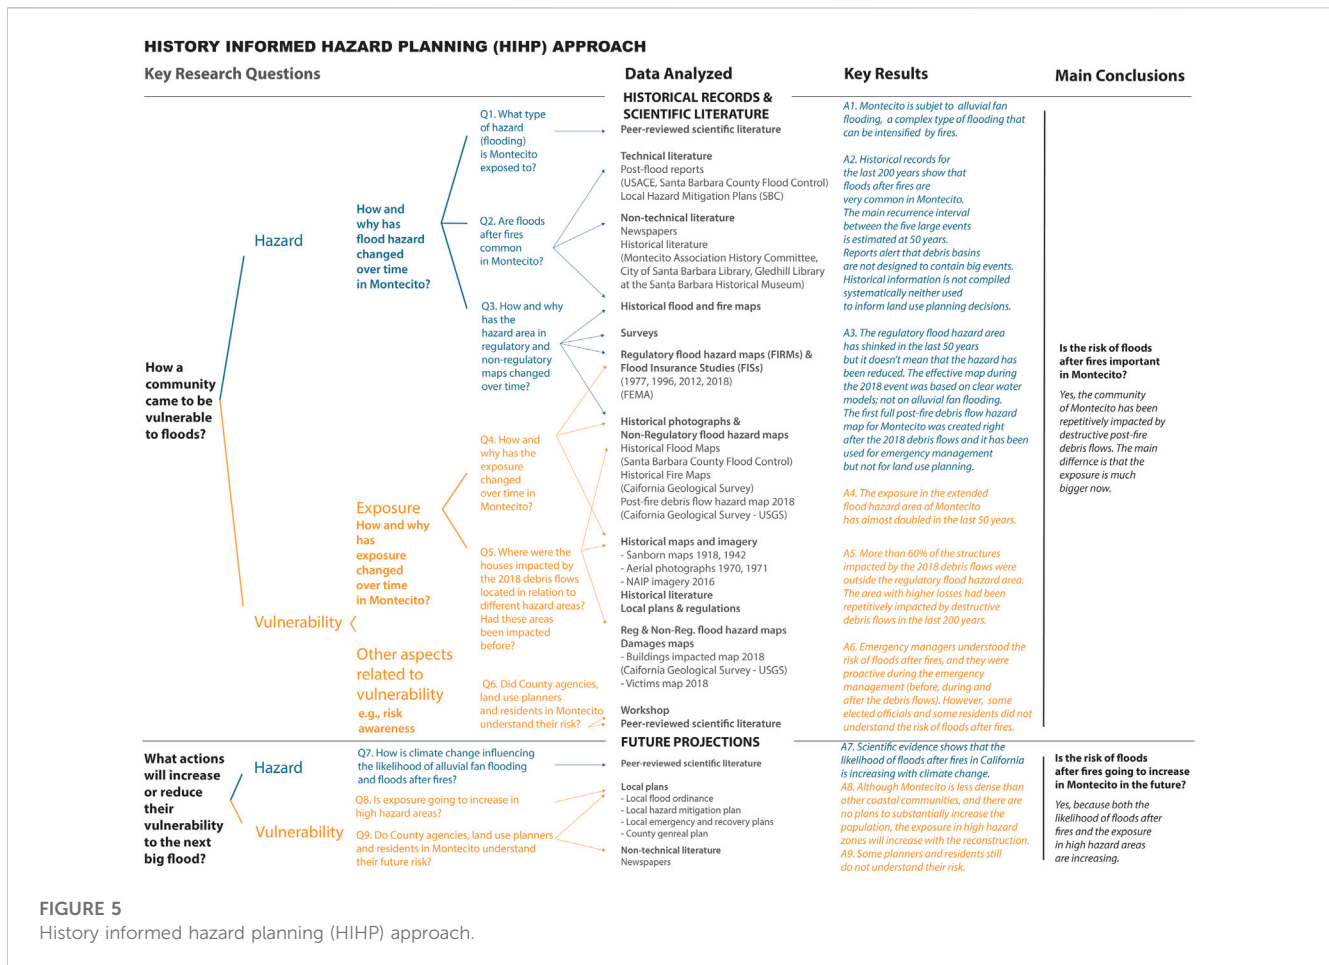 HISTORY INFORMED HAZARD PLANNING (HIHP) APPROACH
Key Research Questions
Data Analyzed
Key Results
Main Conclusions
How a
community
came to be
vulnerable
to floods?
Hazard
How and
why has
flood hazard
changed
over time
in Montecito?
Q1. What type
of hazard
(flooding)
is Montecito
exposed to?
Q2. Are floods
after fires
common
in Montecito?
Q3. How and why
has the
hazard area in
regulatory and
non-regulatory
maps changed
over time?
Vulnerability
Exposure
How and why
has
exposure
changed
over time
in Montecito?
Q4. How and
why has the
exposure
changed
over time in
Montecito?
Q5. Where were the
houses impacted by
the 2018 debris flows
located in relation to
different hazard areas?
Had these areas
been impacted
before?
Other aspects
related to
vulnerability
e.g., risk
awareness
Q6. Did County agencies,
land use planners
and residents in Montecito
understand their risk?
HISTORICAL RECORDS &
SCIENTIFIC LITERATURE
Peer-reviewed scientific literature
Technical literature
Post-flood reports
(USACE, Santa Barbara County Flood Control)
Local Hazard Mitigation Plans (SBC)
Non-technical literature
Newspapers
Historical literature
(Montecito Association History Committee,
City of Santa Barbara Library, Gledhill Library
at the Santa Barbara Historical Museum)
Historical flood and fire maps
Surveys
Regulatory flood hazard maps (FIRMs) &
Flood Insurance Studies (FISs)
(1977, 1996, 2012, 2018)
(FEMA)
Historical photographs &
Non-Regulatory flood hazard maps
Historical Flood Maps
(Santa Barbara County Flood Control)
Historical Fire Maps
(Caifornia Geological Survey)
Post-fire debris flow hazard map 2018
(Caifornia Geological Survey - USGS)
Historical maps and imagery
- Sanborn maps 1918, 1942
- Aerial photographs 1970, 1971
- NAIP imagery 2016
Historical literature
Local plans & regulations
Reg & Non-Reg. flood hazard maps
Damages maps
- Buildings impacted map 2018
(Caifornia Geological Survey - USGS)
- Victims map 2018
Workshop
Peer-reviewed scientific literature
A1. Montecito is subjet to alluvial fan
flooding, a complex type of flooding that
can be intensified by fires.
A2. Historical records for
the last 200 years show that
floods after fires are
very common in Montecito.
The main recurrence interval
between the five large events
is estimated at 50 years.
Reports alert that debris basins
are not designed to contain big events.
Historical information is not compiled
systematically neither used
to inform land use planning decisions.
A3. The regulatory flood hazard area
has shinked in the last 50 years
but it doesn't mean that the hazard has
been reduced. The effective map during
the 2018 event was based on clear water
models; not on alluvial fan flooding.
The first full post-fire debris flow hazard
map for Montecito was created right
after the 2018 debris flows and it has been
used for emergency management
but not for land use planning.
A4. The exposure in the extended
flood hazard area of Montecito
has almost doubled in the last 50 years.
A5. More than 60% of the structures
impacted by the 2018 debris flows were
outside the regulatory flood hazard area.
The area with higher losses had been
repetitively impacted by destructive
debris flows in the last 200 years.
A6. Emergency managers understood the
risk of floods after fires, and they were
proactive during the emergency
management (before, during and
after the debris flows). However, some
elected officials and some residents did not
understand the risk of floods after fires.
Is the risk of floods
after fires important
in Montecito?
Yes, the community
of Montecito has been
repetitively impacted by
destructive post-fire
debris flows. The main
differnce is that the
exposure is much
bigger now.
What actions
will increase
or reduce
their
vulnerability
to the next
big flood?
Hazard
Q7. How is climate change influencing
the likelihood of alluvial fan flooding
and floods after fires?
Vulnerability
Q8. Is exposure going to increase in
high hazard areas?
Q9. Do County agencies, land use planners
and residents in Montecito understand
their future risk?
FUTURE PROJECTIONS
Peer-reviewed scientific literature
Local plans
- Local flood ordinance
- Local hazard mitigation plan
- Local emergency and recovery plans
- County genreal plan
Non-technical literature
Newspapers
A7. Scientific evidence shows that the
likelihood of floods after fires in California
is increasing with climate change.
A8. Although Montecito is less dense than
other coastal communities, and there are
no plans to substantially increase the
population, the exposure in high hazard
zones will increase with the reconstruction.
A9. Some planners and residents still
do not understand their risk.
Is the risk of floods
after fires going to increase
in Montecito in the future?
Yes, because both the
likelihood of floods after
fires and the exposure
in high hazard areas
are increasing.
FIGURE 5
History informed hazard planning (HIHP) approach.